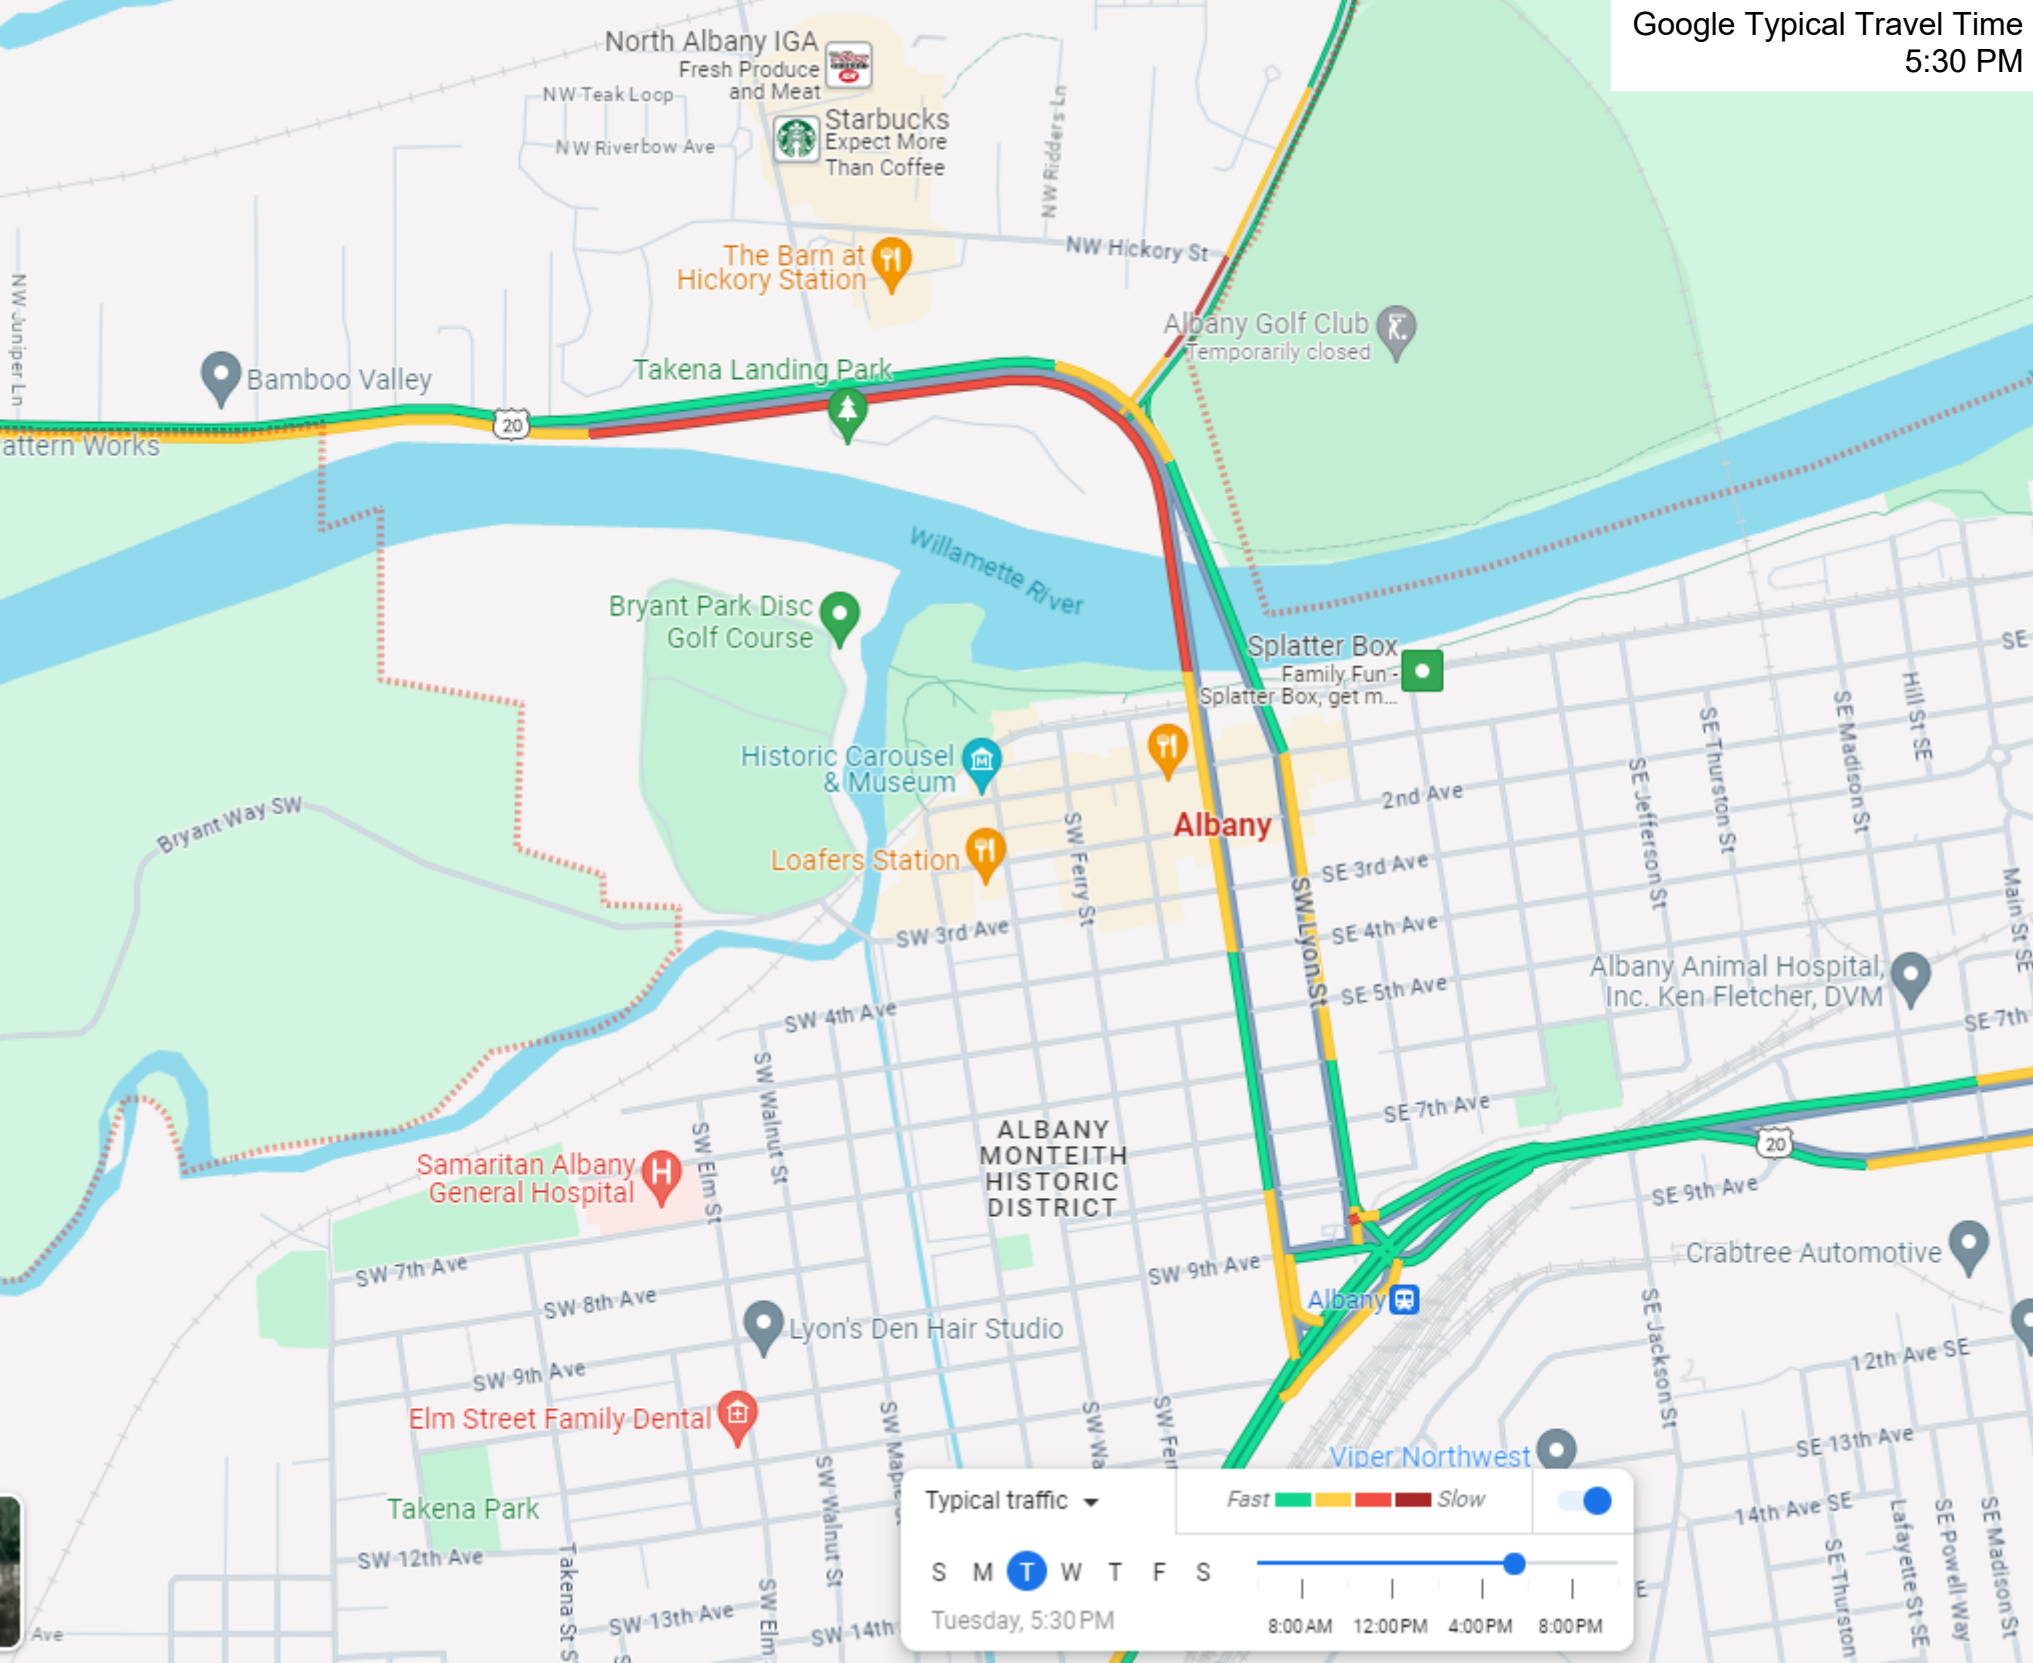 Google Typical Travel Time
5:30 PM
North Albany IGA
Fresh Produce
and Meat
NW Teak Loop
Starbucks
Expect More
Than Coffee
NW Riverbow Ave
NW Ridders Ln
NW Hickory St
The Barn at
Hickory Station
NW Juniper Ln
Albany Golf Club
Temporarily closed
Takena Landing Park
Bamboo Valley
20
attern Works
Willamette River
Bryant Park Disc
Golf Course
Splatter Box
Family Fun -
Splatter Box, get m...
SE
Hill St SE
SE Madison St
SE Thurston St
SE Jefferson St
Historic Carousel
& Museum
2nd Ave
Albany
Bryant Way SW
SW Ferry St
Loafers Station
SE 3rd Ave
SW Lyon St
Main St SE
SW 3rd Ave
SE 4th Ave
Albany Animal Hospital,
Inc. Ken Fletcher, DVM
SE 5th Ave
SW 4th Ave
SE 7th
SW Walnut St
SE 7th Ave
ALBANY
MONTEITH
HISTORIC
DISTRICT
20
SW Elm St
Samaritan Albany
General Hospital
SE 9th Ave
Crabtree Automotive
SW 7th Ave
SW 9th Ave
SW 8th Ave
Albany
Lyon's Den Hair Studio
SE Jackson St
12th Ave SE
SW 9th Ave
Elm Street Family Dental
SW Maple St
SW Wa
SW Fer
SE 13th Ave
Viper Northwest
Takena Park
SW Walnut St
14th Ave SE
Lafayette St SE
SE Powell Way
SE Madison St
SE Thurston
SW 12th Ave
Takena St S
SW Elm
SW 13th Ave
SW 14th
Ave
E
Typical traffic
Fast
Slow
S M T W T F S
Tuesday, 5:30 PM
8:00 AM 12:00 PM 4:00 PM 8:00 PM